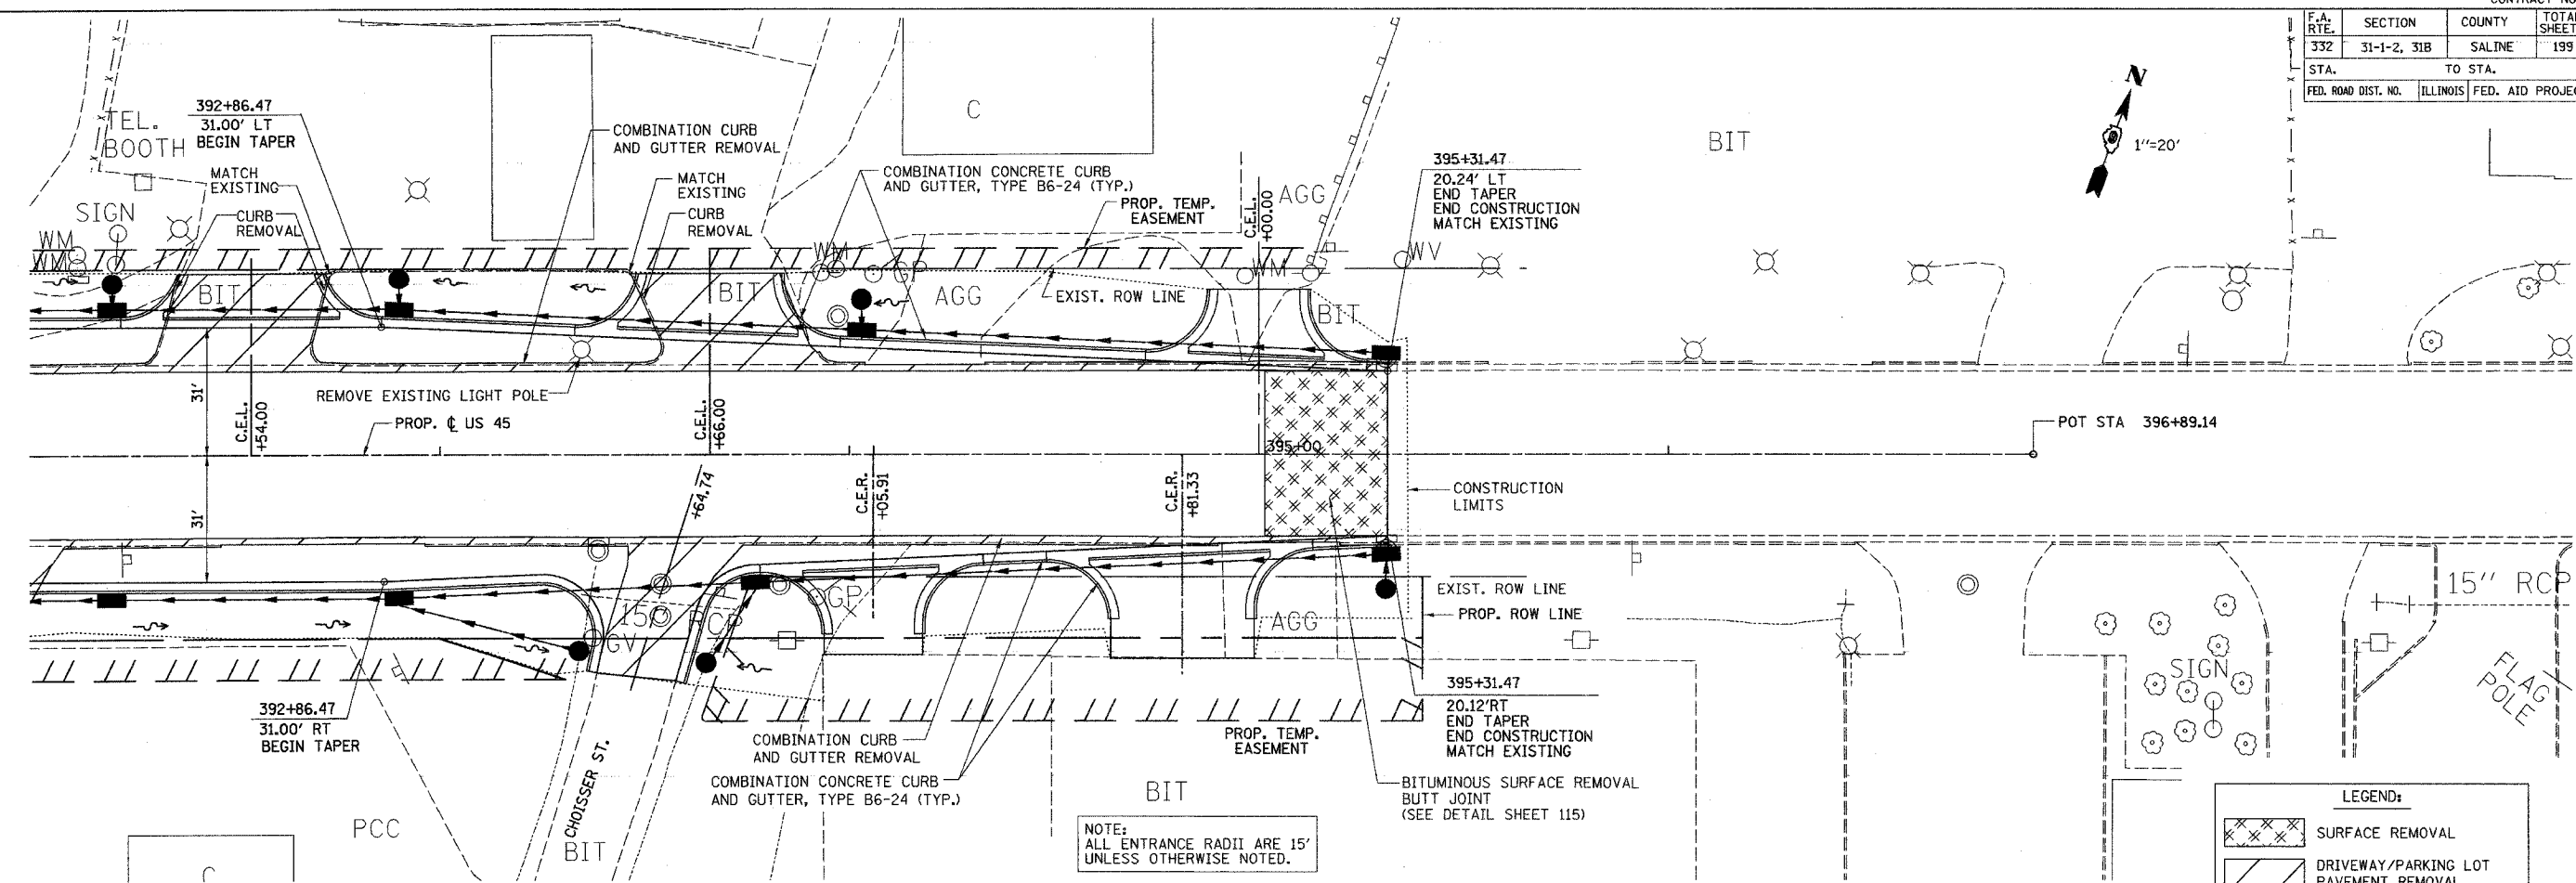 F.A. RTE. SECTION COUNTY
332 31-1-2, 31B SALINE 199
STA. TO STA.
FED. ROAD DIST. NO. ILLINOIS FED. AID
N
1"=20'
392+86.47
31.00' LT
BEGIN TAPER
TEL.
BOOTH
MATCH
EXISTING
SIGN
CURB
REMOVAL
WM
WM
BIT
COMBINATION CURB
AND GUTTER REMOVAL
MATCH
EXISTING
CURB
REMOVAL
BIT
C
COMBINATION CONCRETE CURB
AND GUTTER, TYPE B6-24 (TYP.)
PROP. TEMP.
EASEMENT
WM
GP
AGG
EXIST. ROW LINE
C.E.L.
+00.00
AGG
WM
BIT
395+31.47
20.24' LT
END TAPER
END CONSTRUCTION
MATCH EXISTING
WV
BIT
31'
REMOVE EXISTING LIGHT POLE
C.E.L.
+54.00
PROP. ℄ US 45
C.E.L.
+66.00
395+00
POT STA 396+89.14
31'
+64.74
C.E.R.
+05.91
C.E.R.
+81.33
CONSTRUCTION
LIMITS
15"
RCP
GP
GV
AGG
EXIST. ROW LINE
PROP. ROW LINE
15" RCP
SIGN
FLAG
POLE
392+86.47
31.00' RT
BEGIN TAPER
395+31.47
20.12'RT
END TAPER
END CONSTRUCTION
MATCH EXISTING
PROP. TEMP.
EASEMENT
COMBINATION CURB
AND GUTTER REMOVAL
COMBINATION CONCRETE CURB
AND GUTTER, TYPE B6-24 (TYP.)
CHOISSER ST.
BIT
PCC
C
BIT
BITUMINOUS SURFACE REMOVAL
BUTT JOINT
(SEE DETAIL SHEET 115)
NOTE:
ALL ENTRANCE RADII ARE 15'
UNLESS OTHERWISE NOTED.
LEGEND:
SURFACE REMOVAL
DRIVEWAY/PARKING LOT
PAVEMENT REMOVAL